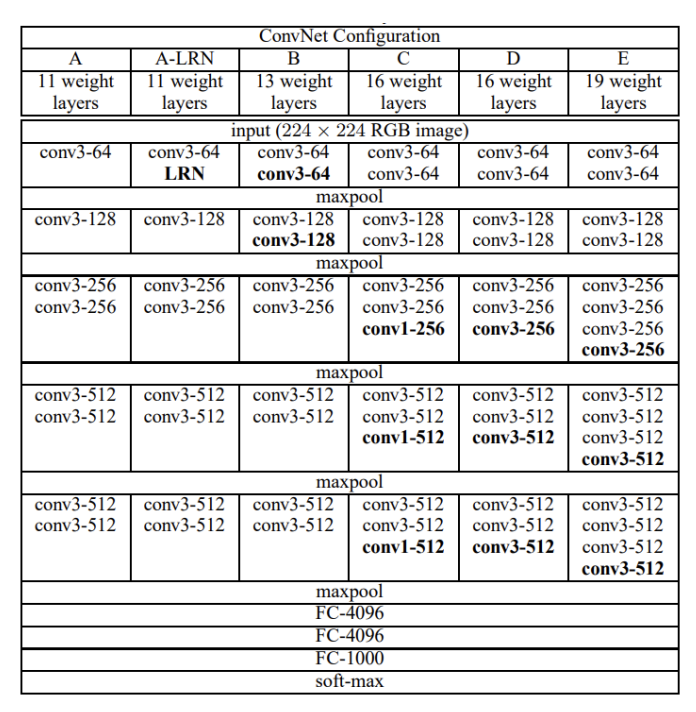 ConvNet Configuration
A A-LRN B C D E
11 weight 11 weight 13 weight 16 weight 16 weight 19 weight
layers layers layers layers layers layers
input (224 × 224 RGB image)
conv3-64 conv3-64 conv3-64 conv3-64 conv3-64 conv3-64
LRN conv3-64 conv3-64 conv3-64 conv3-64
maxpool
conv3-128 conv3-128 conv3-128 conv3-128 conv3-128 conv3-128
conv3-128 conv3-128 conv3-128 conv3-128
maxpool
conv3-256 conv3-256 conv3-256 conv3-256 conv3-256 conv3-256
conv3-256 conv3-256 conv3-256 conv3-256 conv3-256 conv3-256
conv1-256 conv3-256 conv3-256
conv3-256
maxpool
conv3-512 conv3-512 conv3-512 conv3-512 conv3-512 conv3-512
conv3-512 conv3-512 conv3-512 conv3-512 conv3-512 conv3-512
conv1-512 conv3-512 conv3-512
conv3-512
maxpool
conv3-512 conv3-512 conv3-512 conv3-512 conv3-512 conv3-512
conv3-512 conv3-512 conv3-512 conv3-512 conv3-512 conv3-512
conv1-512 conv3-512 conv3-512
conv3-512
maxpool
FC-4096
FC-4096
FC-1000
soft-max